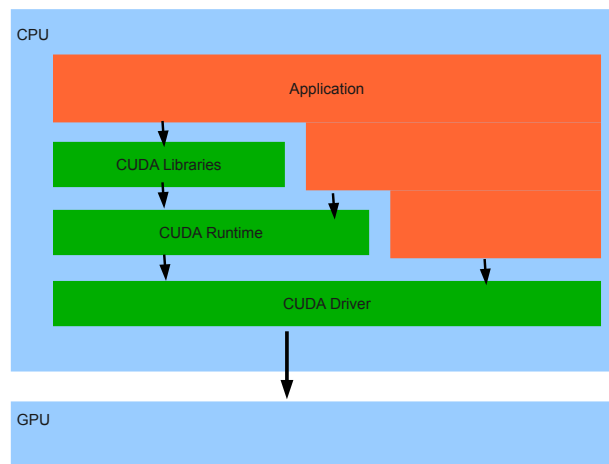 CPU
Application
CUDA Libraries
CUDA Runtime
CUDA Driver
GPU